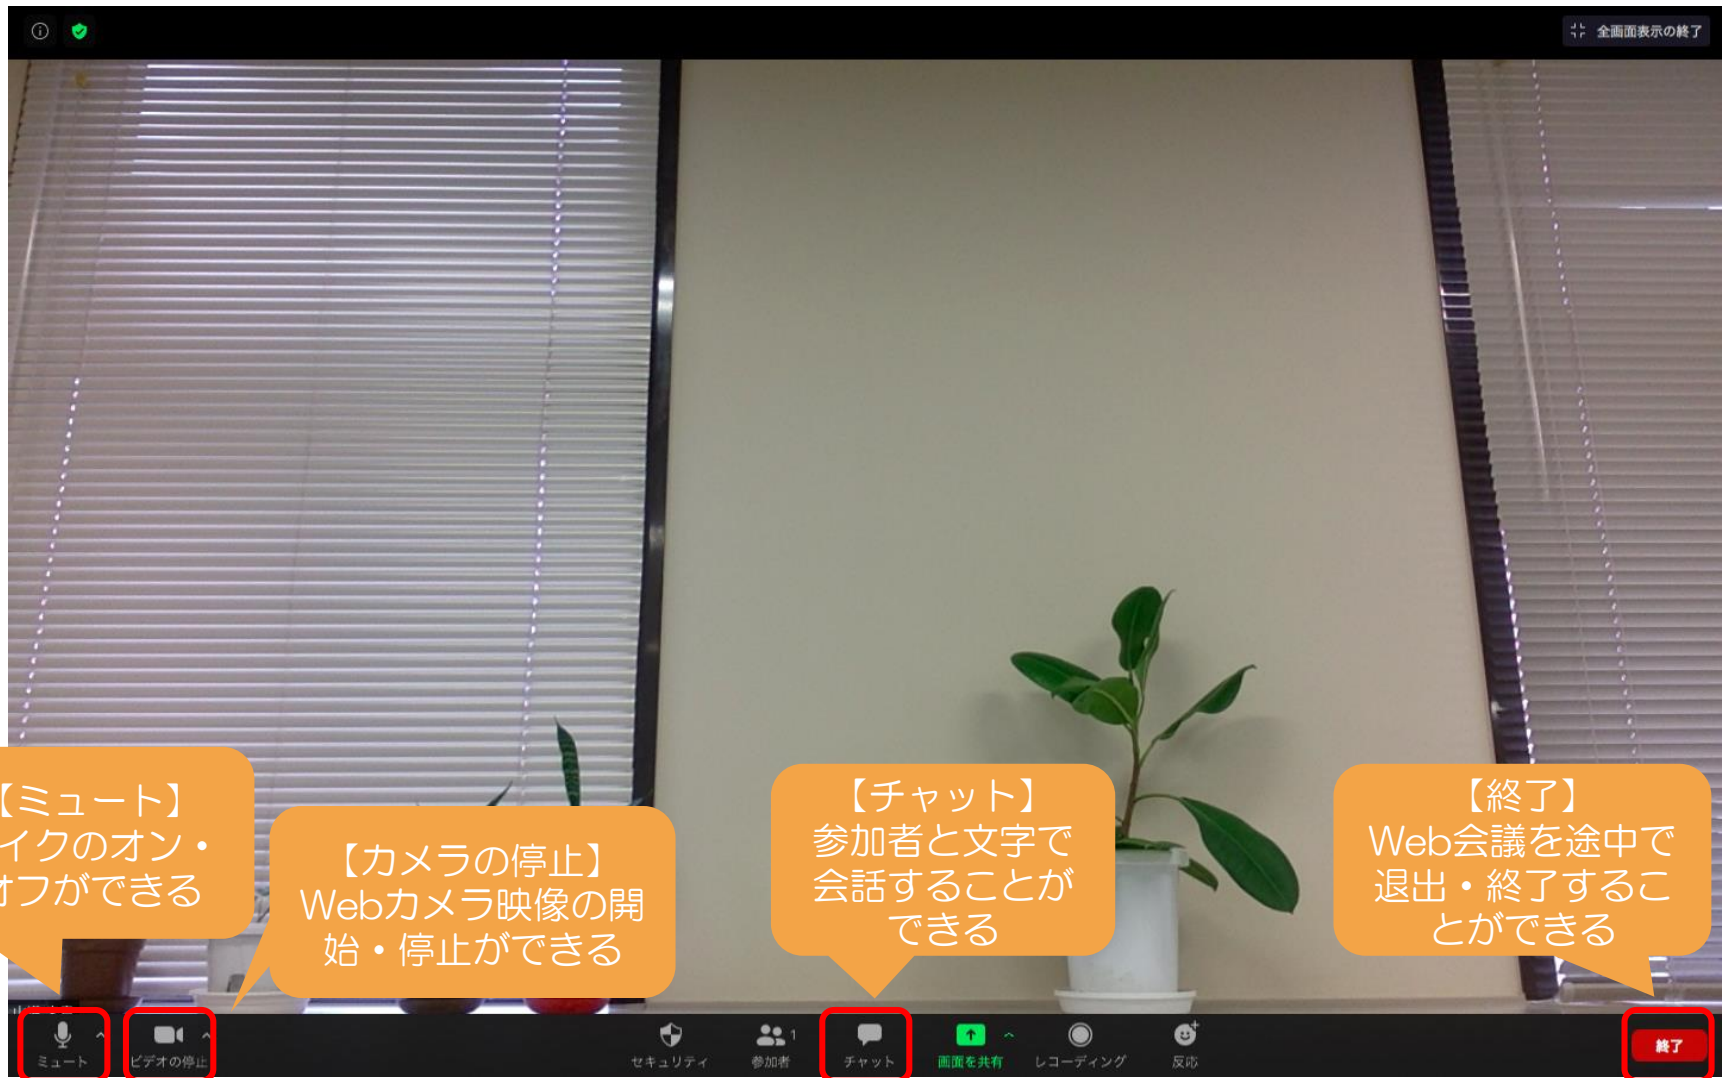 全画面表示の終了
【ミュート】
イクのオン・
オフができる
【カメラの停止】
Webカメラ映像の開
始・停止ができる
【チャット】
参加者と文字で
会話することが
できる
【終了】
Web会議を途中で
退出・終了するこ
とができる
ミュート
ビデオの停止
セキュリティ
参加者
1
チャット
画面を共有
レコーディング
反応
終了